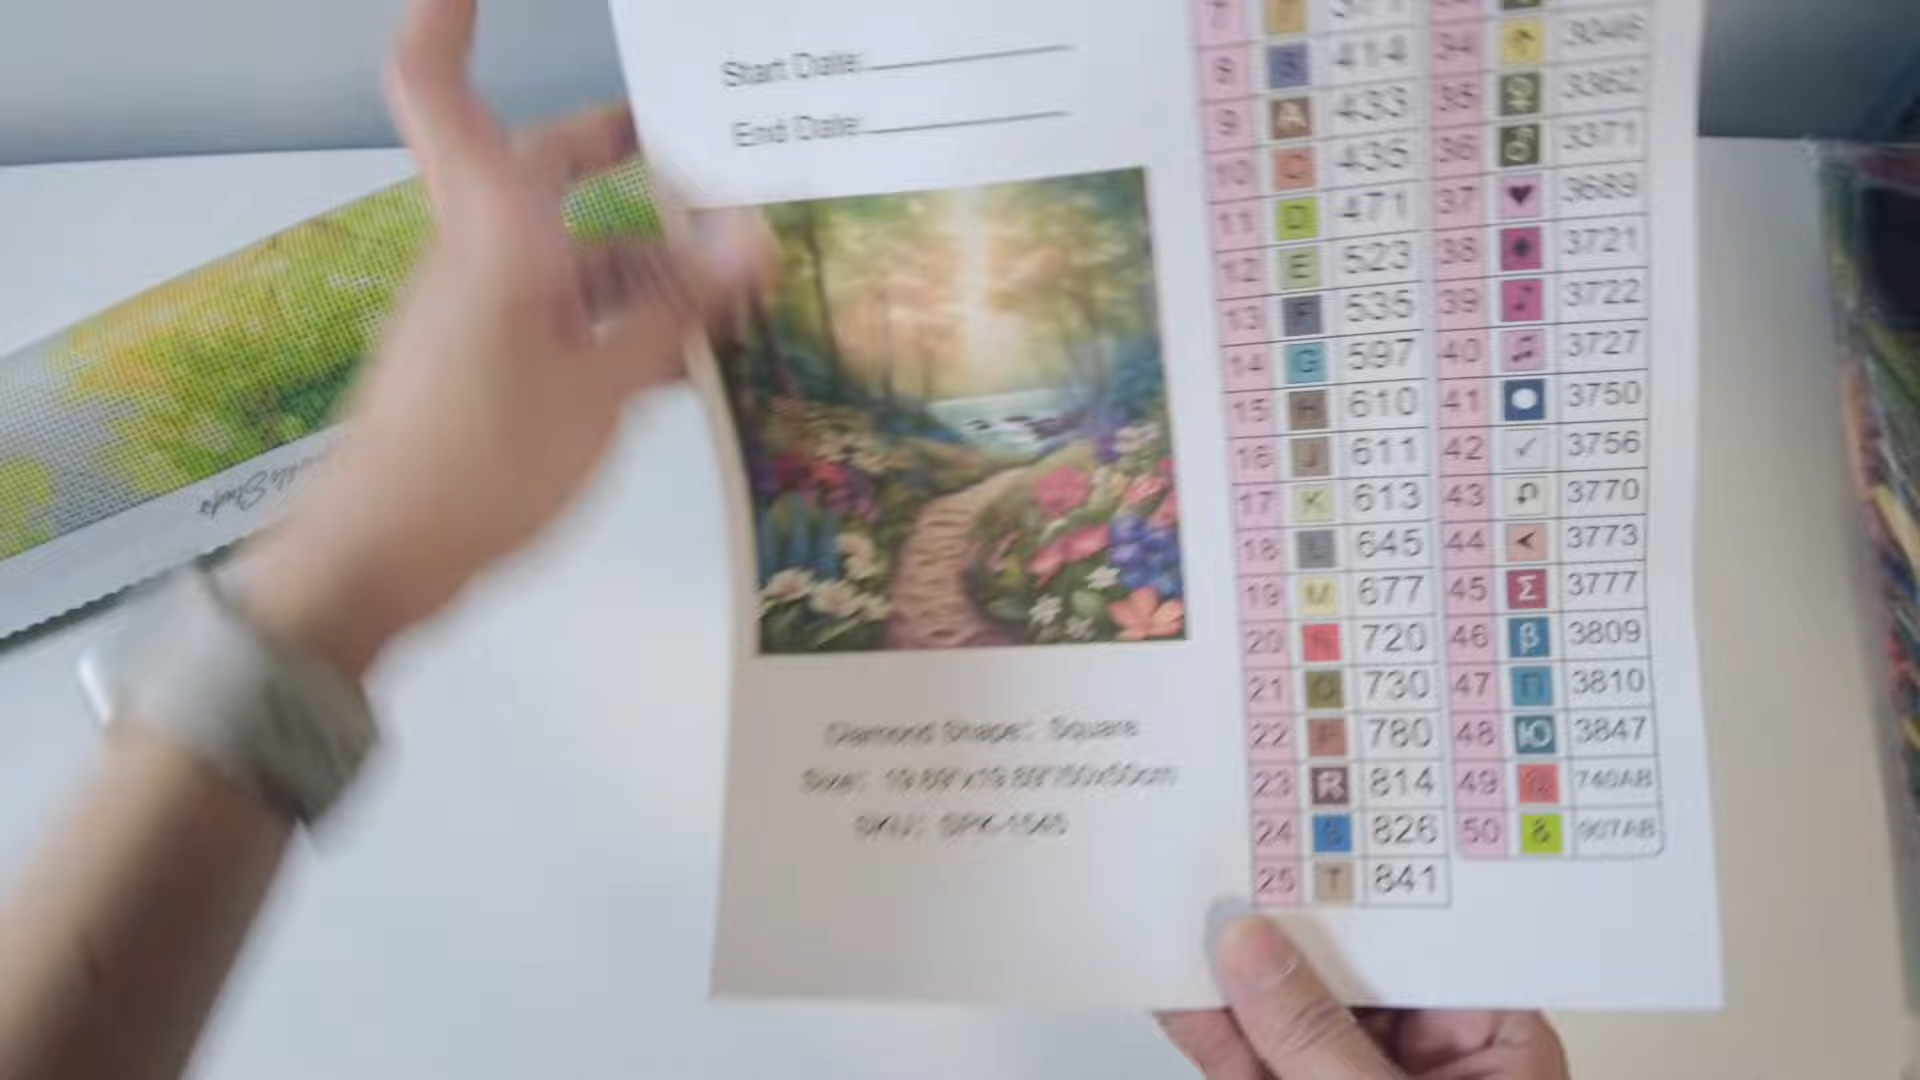 Start Date:
End Date:
8 414
9 A 433
10 C 435
11 D 471
12 E 523
13 F 535
14 G 597
15 H 610
16 J 611
17 K 613
18 L 645
19 M 677
20 N 720
21 O 730
22 P 780
23 R 814
24 S 826
25 T 841
34 3046
35 3362
36 3371
37 ♥ 3689
38 3721
39 ♪ 3722
40 ♫ 3727
41 3750
42 ✓ 3756
43 3770
44 3773
45 Σ 3777
46 β 3809
47 П 3810
48 Ю 3847
49 740AB
50 δ 907AB
Diamond Shape: Square
Size:
SKU: